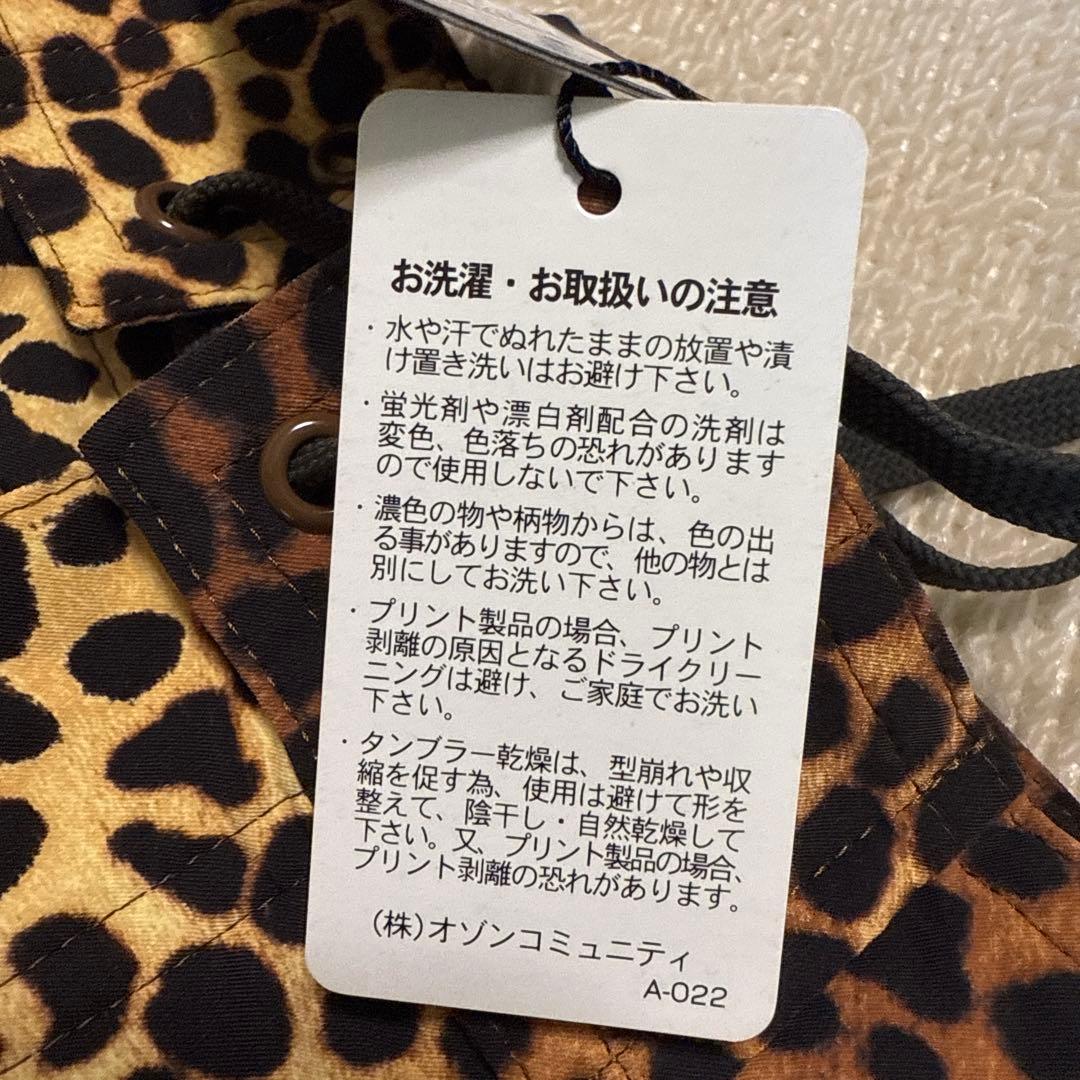 お洗濯・お取扱いの注意
・水や汗でぬれたままの放置や漬
け置き洗いはお避け下さい。
・蛍光剤や漂白剤配合の洗剤は
変色、色落ちの恐れがあります
ので使用しないで下さい。
・濃色の物や柄物からは、色の出
る事がありますので、他の物とは
別にしてお洗い下さい。
・プリント製品の場合、プリント
剥離の原因となるドライクリー
ニングは避け、ご家庭でお洗い
下さい。
・タンブラー乾燥は、型崩れや収
縮を促す為、使用は避けて形を
整えて、陰干し・自然乾燥して
下さい。又、プリント製品の場合、
プリント剥離の恐れがあります。
(株)オゾンコミュニティ
A-022